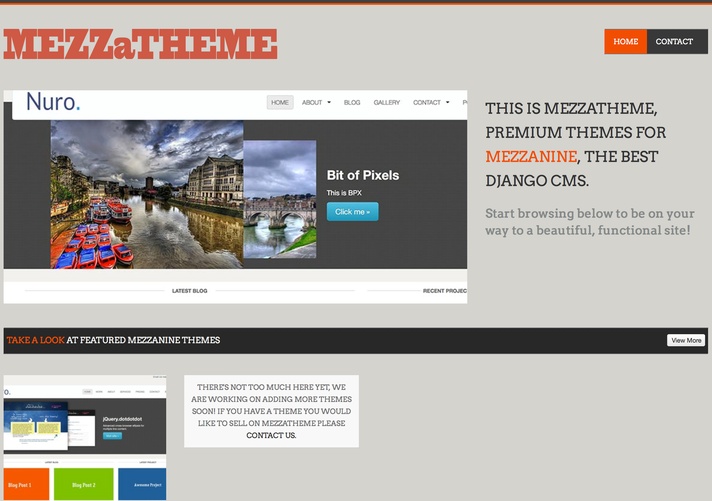 MEZZaTHEME
HOME CONTACT
Nuro.
HOME ABOUT BLOG GALLERY CONTACT
Bit of Pixels
This is BPX
Click me »
LATEST BLOG
RECENT PROJEC
THIS IS MEZZATHEME,
PREMIUM THEMES FOR
MEZZANINE, THE BEST
DJANGO CMS.
Start browsing below to be on your
way to a beautiful, functional site!
TAKE A LOOK AT FEATURED MEZZANINE THEMES
View More
jQuery.dotdotdot
Blog Post 1
Blog Post 2
Awesome Project
THERE'S NOT TOO MUCH HERE YET, WE
ARE WORKING ON ADDING MORE THEMES
SOON! IF YOU HAVE A THEME YOU WOULD
LIKE TO SELL ON MEZZATHEME PLEASE
CONTACT US.